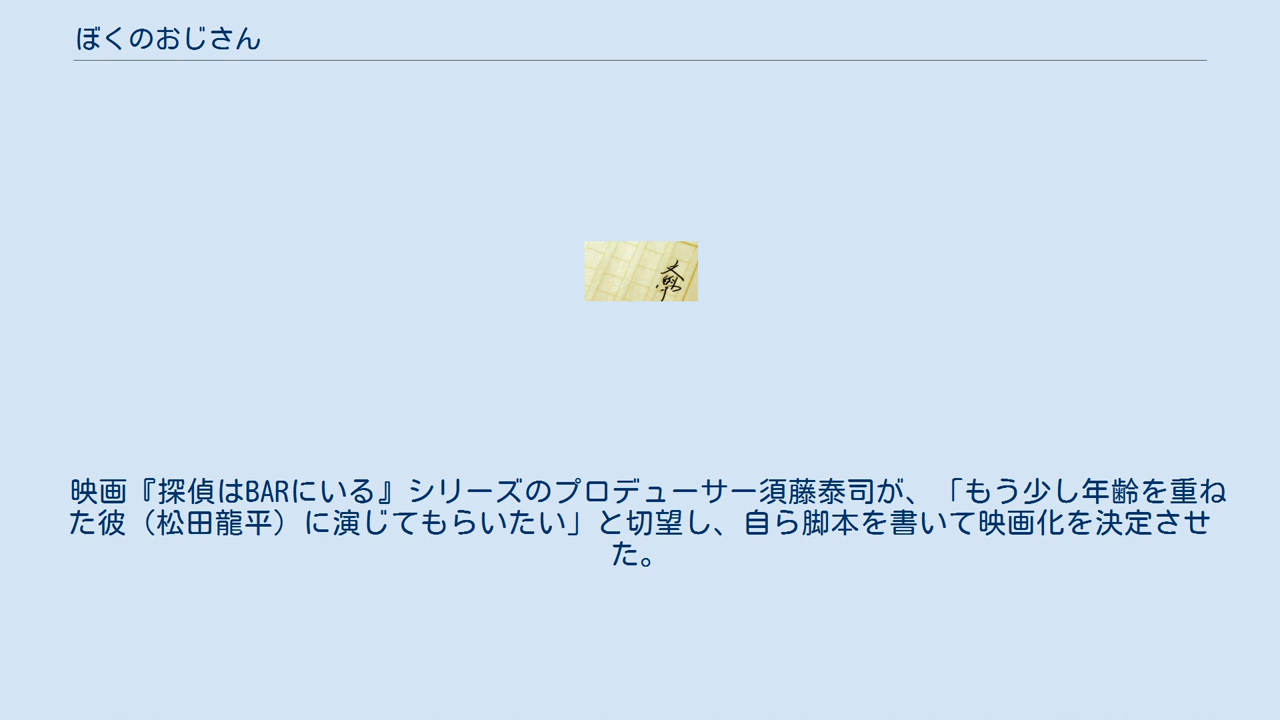 ぼくのおじさん
映画『探偵はBARにいる』シリーズのプロデューサー須藤泰司が、「もう少し年齢を重ね
た彼（松田龍平）に演じてもらいたい」と切望し、自ら脚本を書いて映画化を決定させ
た。